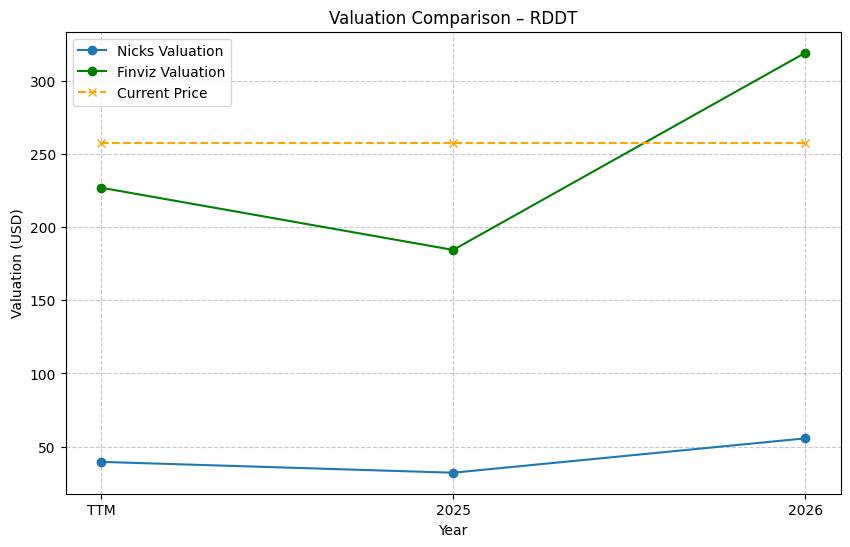 Valuation Comparison – RDDT
Nicks Valuation
Finviz Valuation
Current Price
Valuation (USD)
300
250
200
150
100
50
TTM
2025
2026
Year